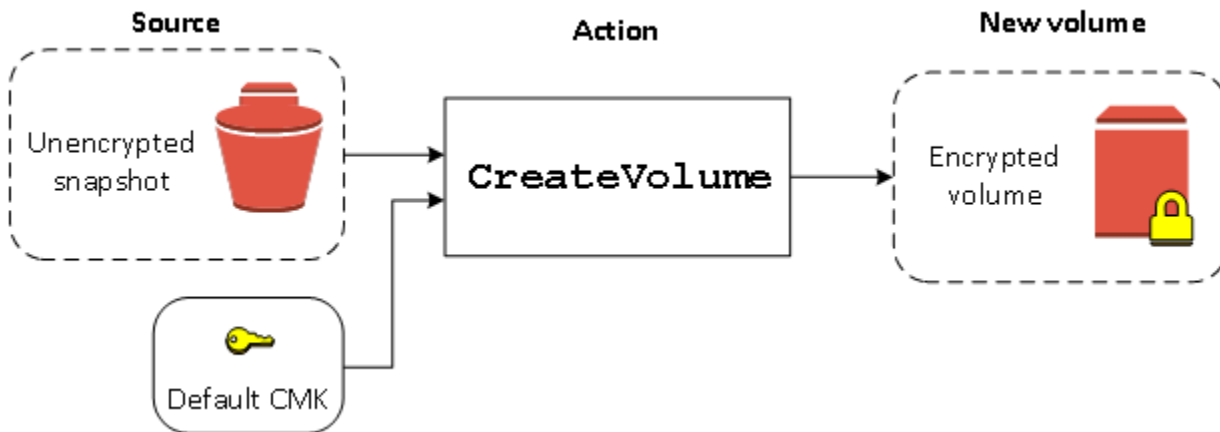 Source
Action
New volume
Unencrypted
snapshot
CreateVolume
Encrypted
volume
Default CMK